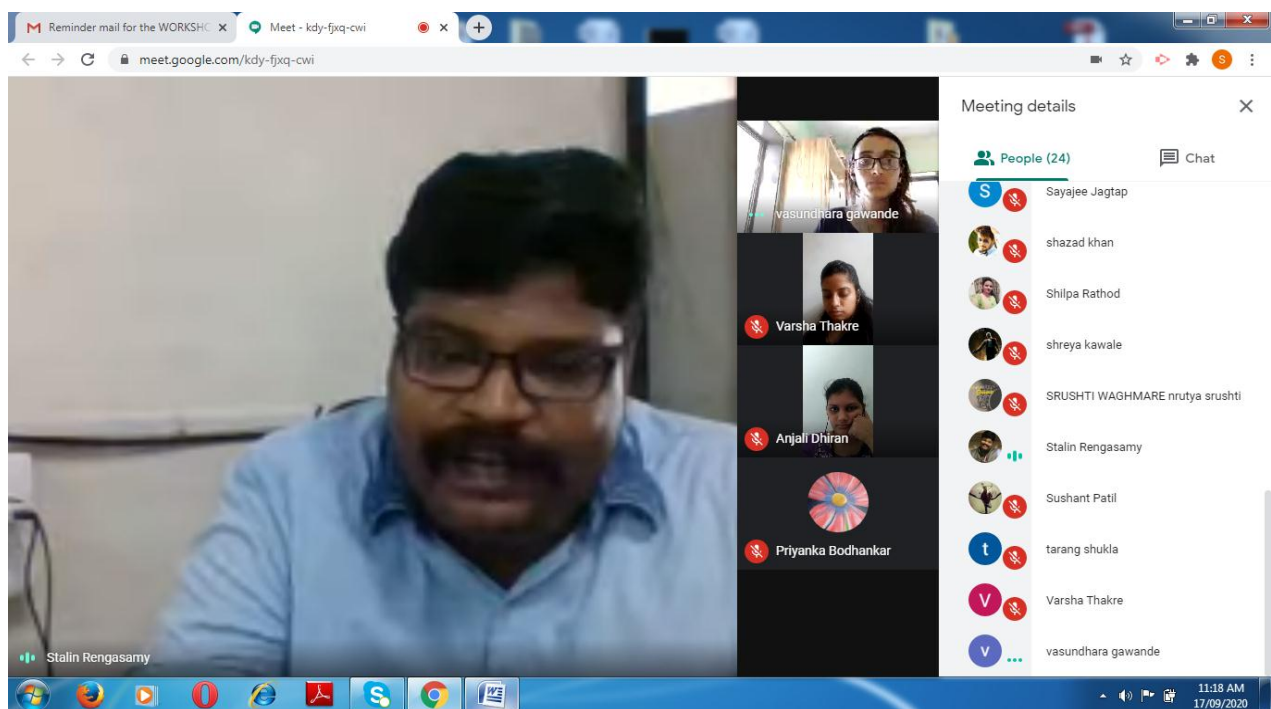 Reminder mail for the WORKSHO
Meet - kdy-fjxq-cwi
meet.google.com/kdy-fjxq-cwi
S
Meeting details
People (24)
Chat
vasundhara gawande
Varsha Thakre
Anjali Dhiran
Priyanka Bodhankar
Stalin Rengasamy
S
Sayajee Jagtap
shazad khan
Shilpa Rathod
shreya kawale
SRUSHTI WAGHMARE nrutya srushti
Stalin Rengasamy
Sushant Patil
t
tarang shukla
V
Varsha Thakre
v
vasundhara gawande
11:18 AM
17/09/2020